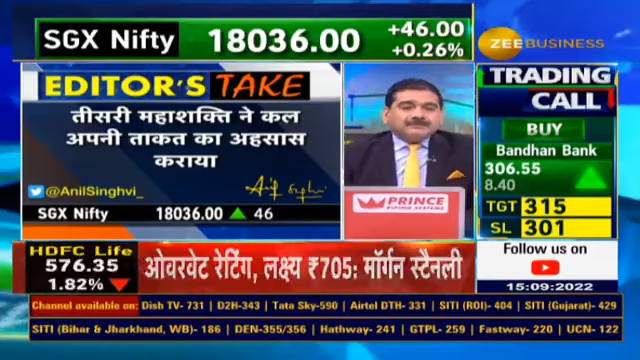 SGX Nifty 18036.00 +46.00
+0.26%
ZEE BUSINESS
EDITOR'S TAKE
तीसरी महाशक्ति ने कल
अपनी ताकत का अहसास
कराया
@AnilSinghvi_
SGX Nifty 18036.00 46
PRINCE
PIPING SYSTEMS
TRADING
CALL
BUY
Bandhan Bank
306.55
8.40
TGT 315
SL 301
HDFC Life
576.35
1.82%
ओवरवेट रेटिंग, लक्ष्य ₹705: मॉर्गन स्टैनली
Follow us on
15:09:2022
Channel available on: Dish TV- 731 | D2H-343 | Tata Sky-590 | Airtel DTH- 331 | SITI (ROI)- 404 | SITI (Gujarat)- 429
SITI (Bihar & Jharkhand, WB)- 186 | DEN-355/356 | Hathway- 241 | GTPL- 259 | Fastway- 220 | UCN- 122